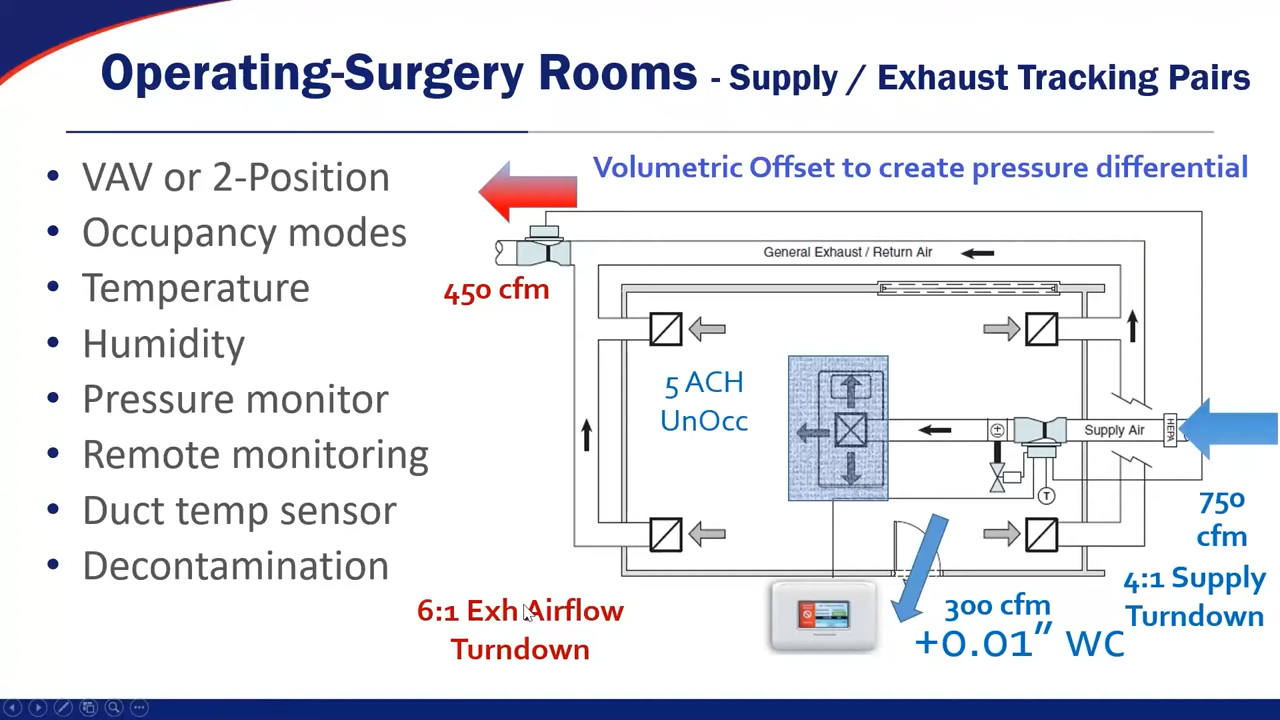 Operating-Surgery Rooms - Supply / Exhaust Tracking Pairs
• VAV or 2-Position
• Occupancy modes
• Temperature
• Humidity
• Pressure monitor
• Remote monitoring
• Duct temp sensor
• Decontamination
Volumetric Offset to create pressure differential
General Exhaust / Return Air
450 cfm
5 ACH
UnOcc
Supply Air
HEPA
T
750
cfm
4:1 Supply
Turndown
300 cfm
+0.01” WC
6:1 Exh Airflow
Turndown